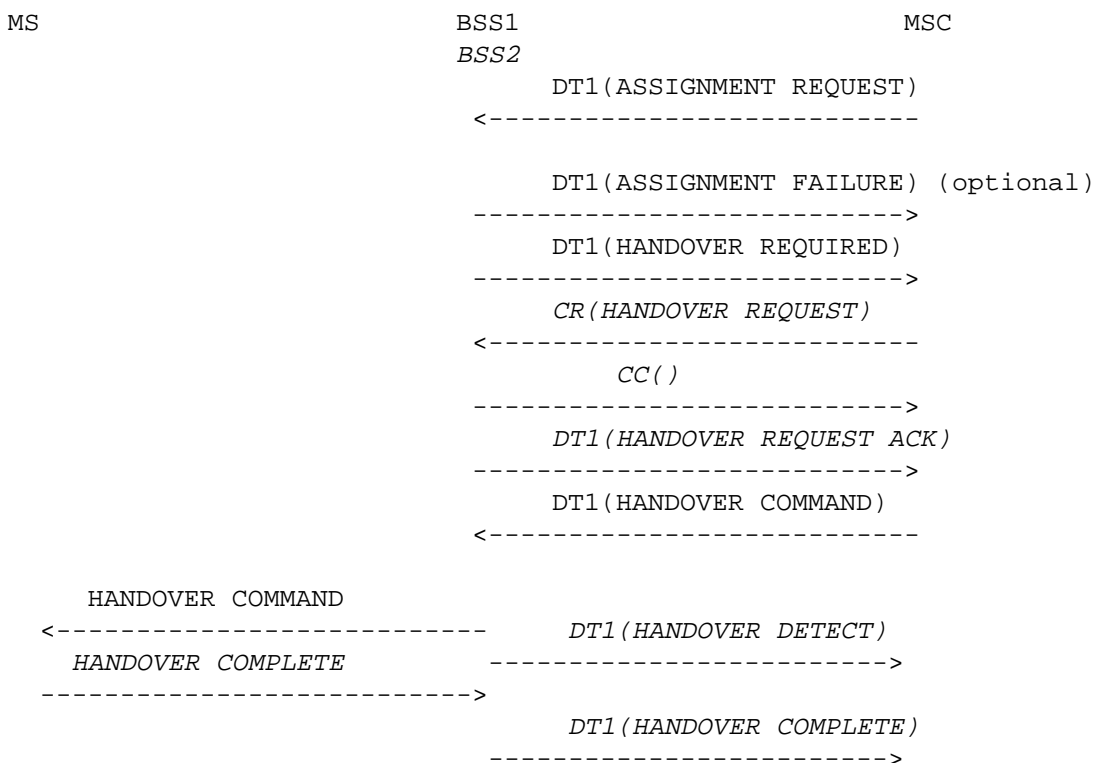 MS BSS1 MSC
BSS2
DT1(ASSIGNMENT REQUEST)
<---------------------------
DT1(ASSIGNMENT FAILURE) (optional)
--------------------------->
DT1(HANDOVER REQUIRED)
--------------------------->
CR(HANDOVER REQUEST)
<---------------------------
CC()
--------------------------->
DT1(HANDOVER REQUEST ACK)
--------------------------->
DT1(HANDOVER COMMAND)
<---------------------------
HANDOVER COMMAND
<--------------------------- DT1(HANDOVER DETECT)
HANDOVER COMPLETE ------------------------->
--------------------------->
DT1(HANDOVER COMPLETE)
------------------------->